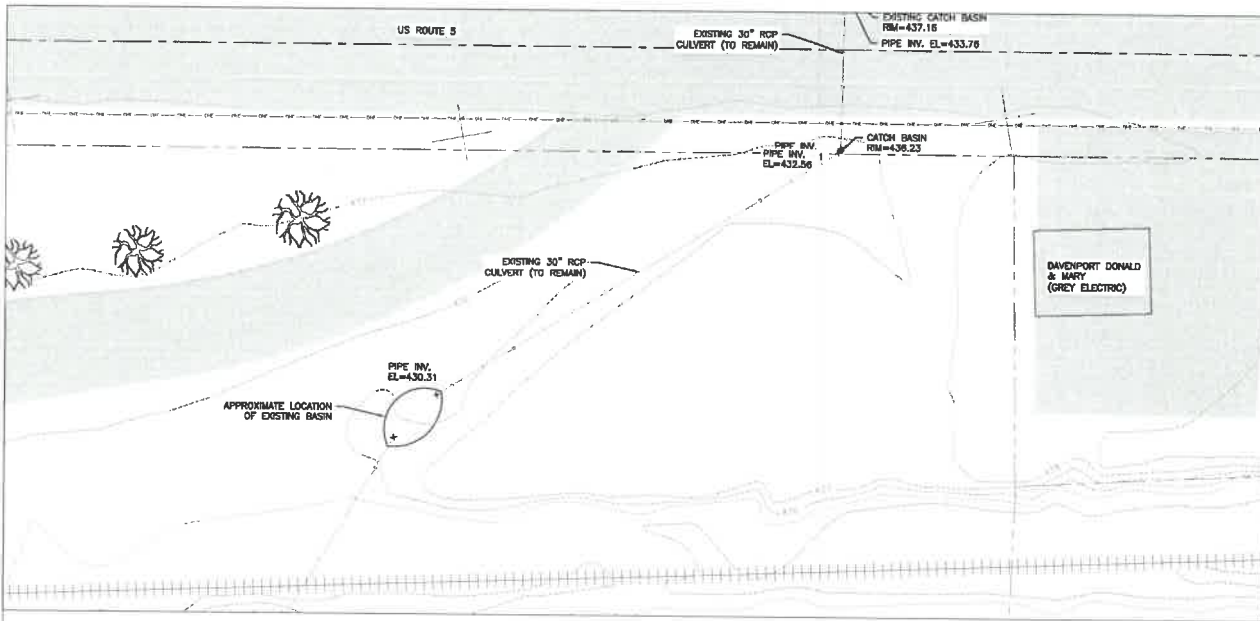 US ROUTE 5
EXISTING 30" RCP
CULVERT (TO REMAIN)
EXISTING CATCH BASIN
RIM=437.16
PIPE INV. EL=433.76
CATCH BASIN
RIM=436.23
PIPE INV.
PIPE INV.
EL=432.56
EXISTING 30" RCP
CULVERT (TO REMAIN)
DAVENPORT DONALD
& MARY
(GREY ELECTRIC)
PIPE INV.
EL=430.31
APPROXIMATE LOCATION
OF EXISTING BASIN